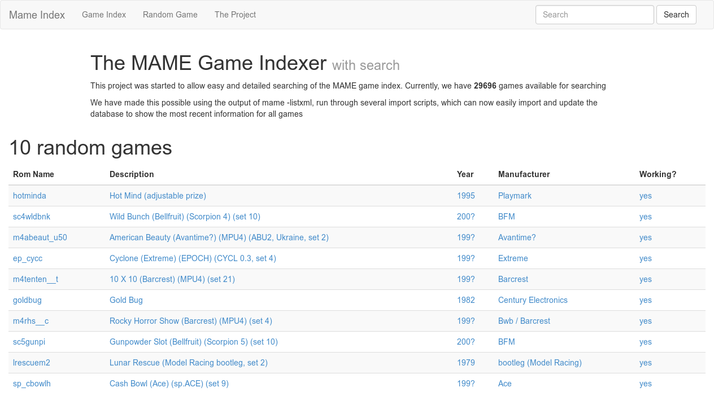 Mame Index Game Index Random Game The Project Search Search
The MAME Game Indexer with search
This project was started to allow easy and detailed searching of the MAME game index. Currently, we have 29696 games available for searching
We have made this possible using the output of mame -listxml, run through several import scripts, which can now easily import and update the
database to show the most recent information for all games
10 random games
Rom Name Description Year Manufacturer Working?
hotminda Hot Mind (adjustable prize) 1995 Playmark yes
sc4wldbnk Wild Bunch (Bellfruit) (Scorpion 4) (set 10) 200? BFM yes
m4abeaut_u50 American Beauty (Avantime?) (MPU4) (ABU2, Ukraine, set 2) 199? Avantime? yes
ep_cycc Cyclone (Extreme) (EPOCH) (CYCL 0.3, set 4) 199? Extreme yes
m4tenten__t 10 X 10 (Barcrest) (MPU4) (set 21) 199? Barcrest yes
goldbug Gold Bug 1982 Century Electronics yes
m4rhs__c Rocky Horror Show (Barcrest) (MPU4) (set 4) 199? Bwb / Barcrest yes
sc5gunpi Gunpowder Slot (Bellfruit) (Scorpion 5) (set 10) 200? BFM yes
lrescuem2 Lunar Rescue (Model Racing bootleg, set 2) 1979 bootleg (Model Racing) yes
sp_cbowlh Cash Bowl (Ace) (sp.ACE) (set 9) 199? Ace yes